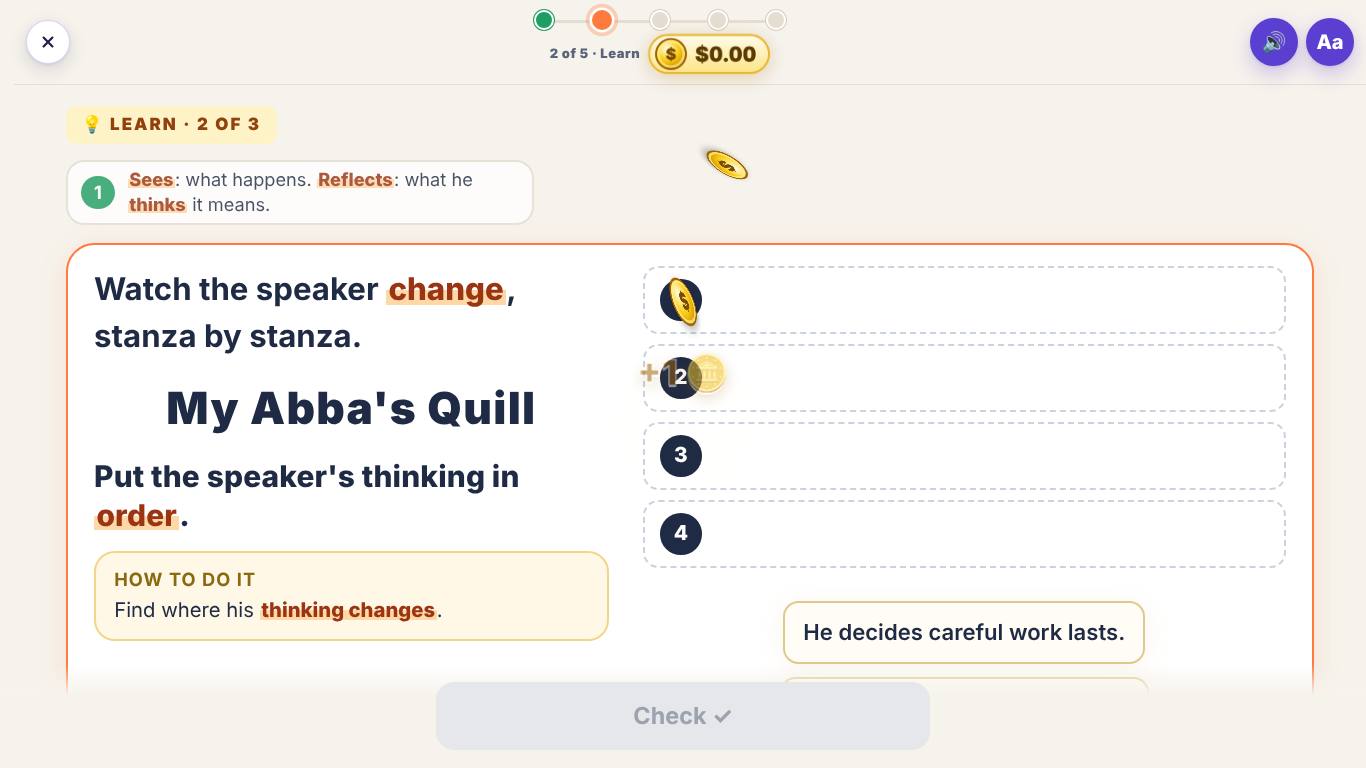 2 of 5 · Learn
$ $0.00
Aa
LEARN · 2 OF 3
1
Sees: what happens. Reflects: what he
thinks it means.
Watch the speaker change,
stanza by stanza.
My Abba's Quill
Put the speaker's thinking in
order.
HOW TO DO IT
Find where his thinking changes.
+1
2
3
4
He decides careful work lasts.
Check ✓